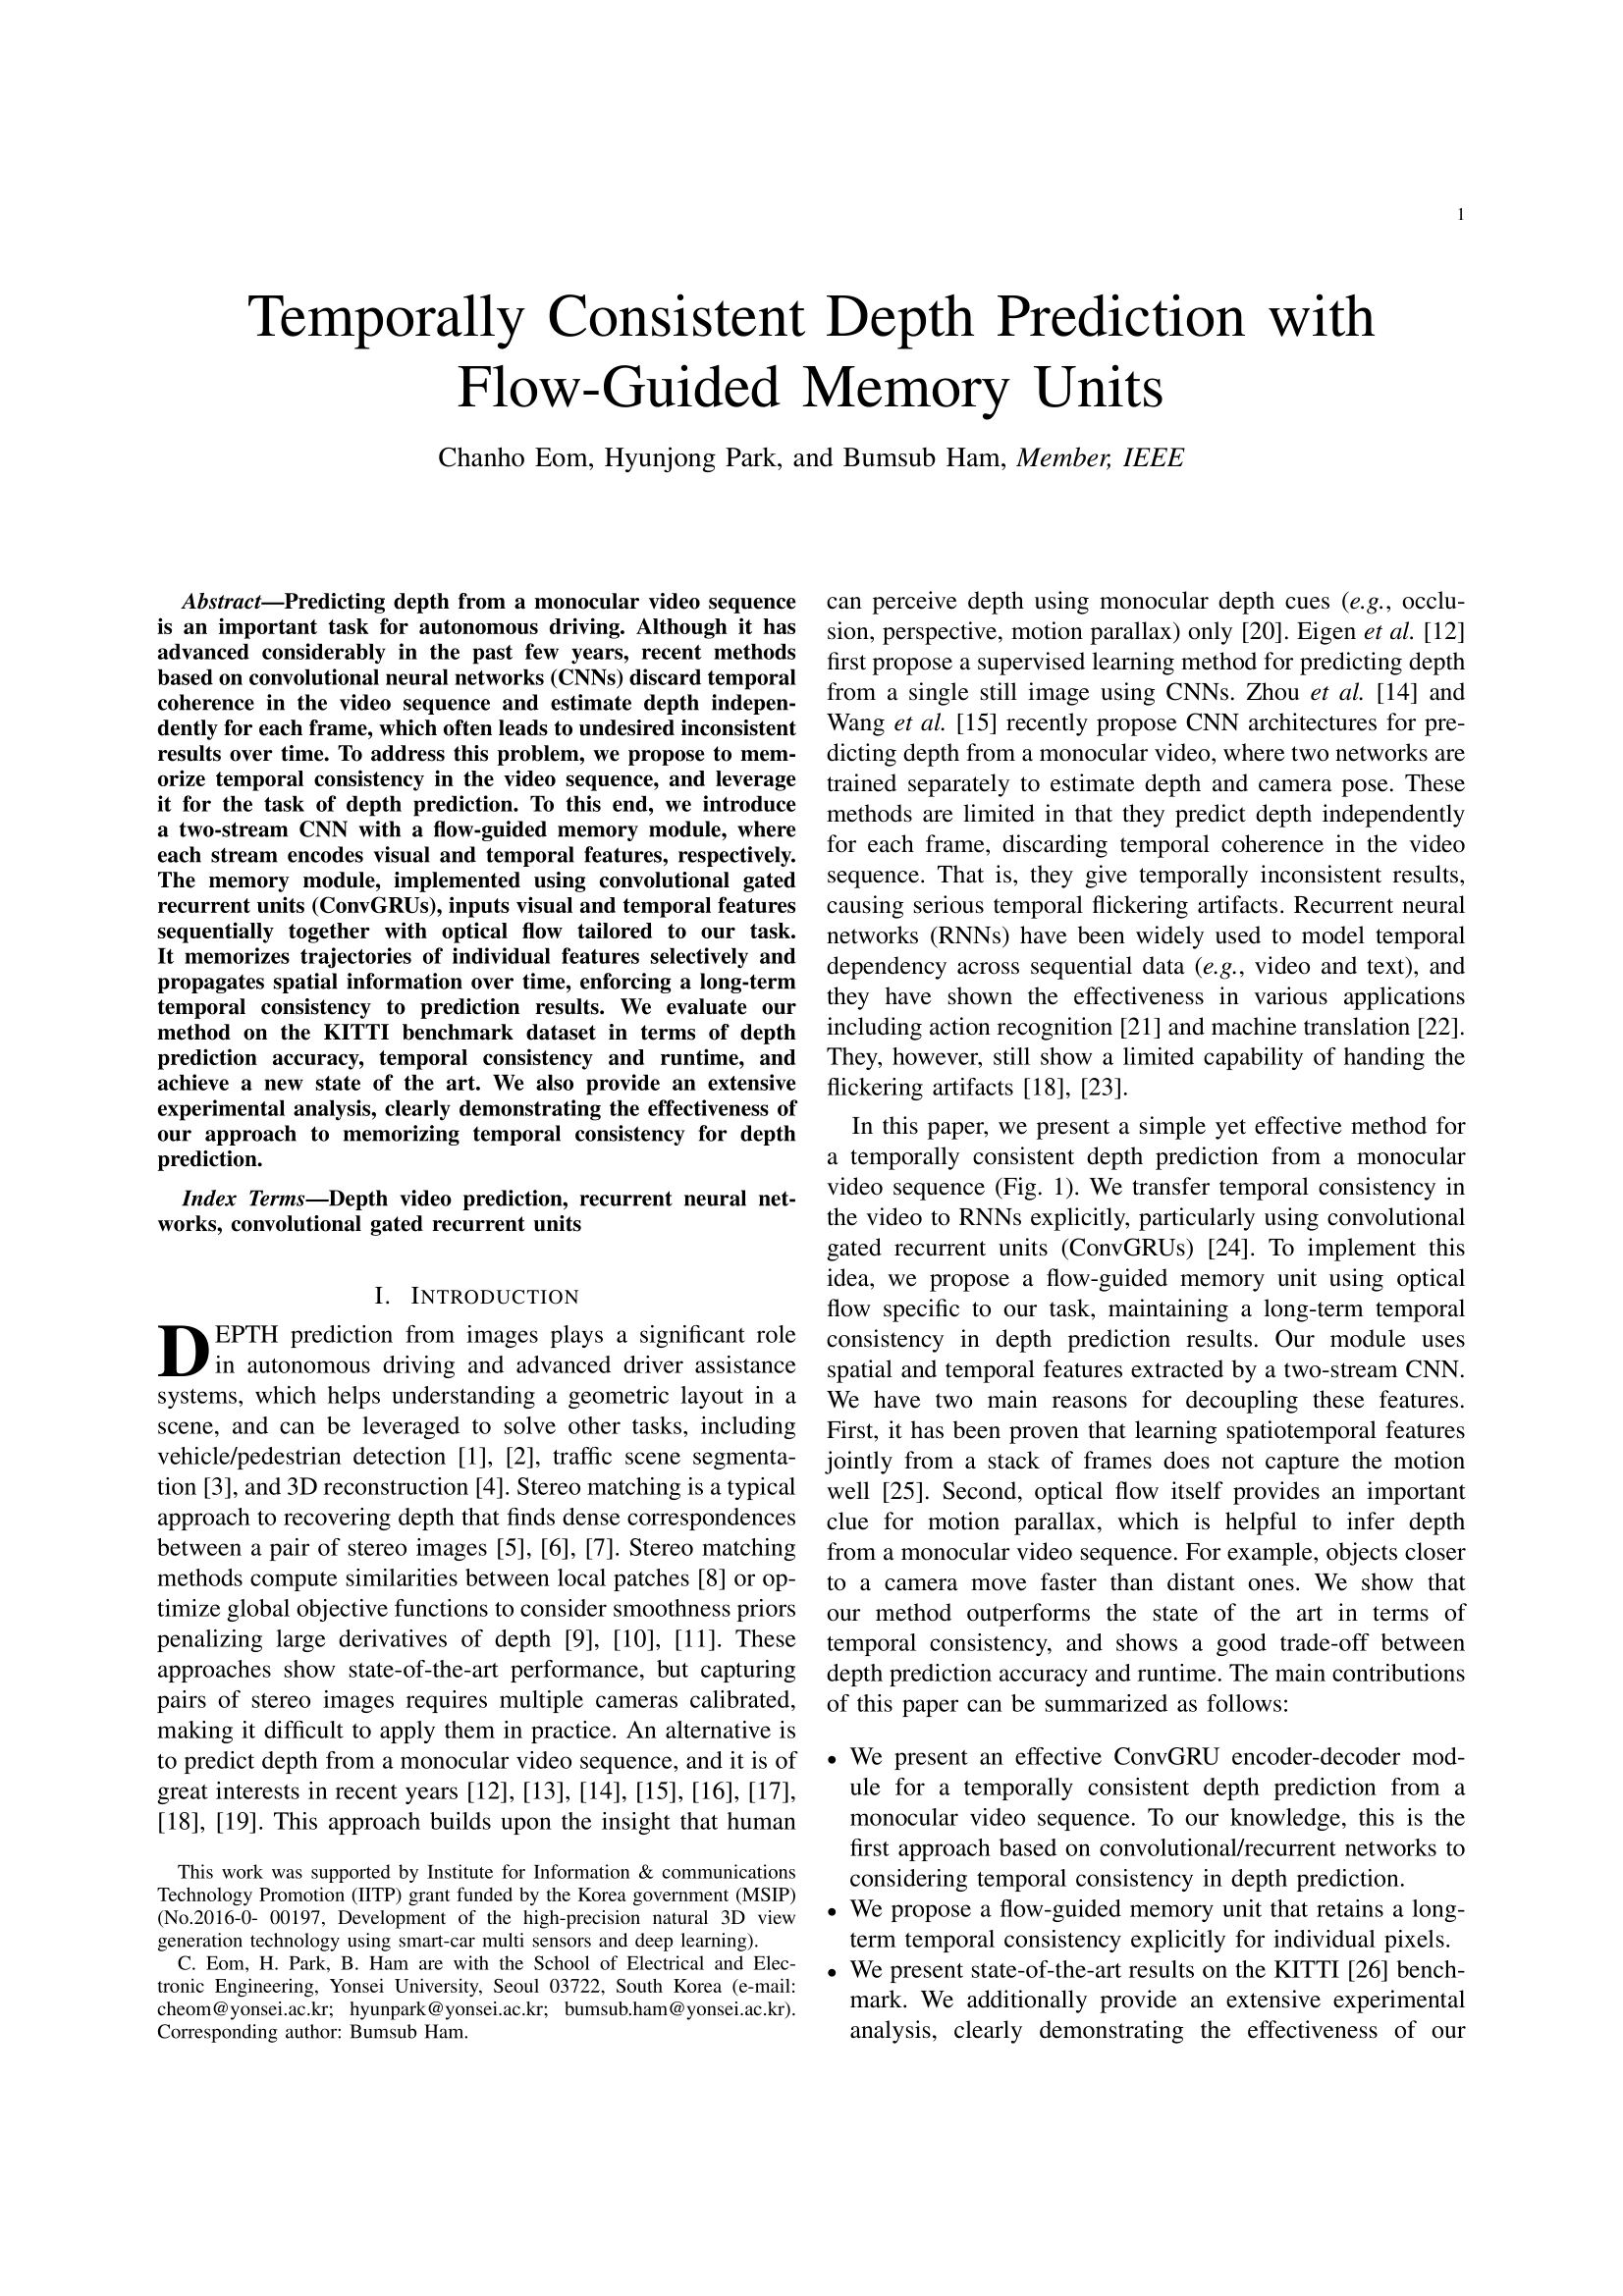 1
Temporally Consistent Depth Prediction with
Flow-Guided Memory Units
Chanho Eom, Hyunjong Park, and Bumsub Ham, Member, IEEE
Abstract—Predicting depth from a monocular video sequence
is an important task for autonomous driving. Although it has
advanced considerably in the past few years, recent methods
based on convolutional neural networks (CNNs) discard temporal
coherence in the video sequence and estimate depth indepen-
dently for each frame, which often leads to undesired inconsistent
results over time. To address this problem, we propose to mem-
orize temporal consistency in the video sequence, and leverage
it for the task of depth prediction. To this end, we introduce
a two-stream CNN with a flow-guided memory module, where
each stream encodes visual and temporal features, respectively.
The memory module, implemented using convolutional gated
recurrent units (ConvGRUs), inputs visual and temporal features
sequentially together with optical flow tailored to our task.
It memorizes trajectories of individual features selectively and
propagates spatial information over time, enforcing a long-term
temporal consistency to prediction results. We evaluate our
method on the KITTI benchmark dataset in terms of depth
prediction accuracy, temporal consistency and runtime, and
achieve a new state of the art. We also provide an extensive
experimental analysis, clearly demonstrating the effectiveness of
our approach to memorizing temporal consistency for depth
prediction.
Index Terms—Depth video prediction, recurrent neural net-
works, convolutional gated recurrent units
I. INTRODUCTION
DEPTH prediction from images plays a significant role
in autonomous driving and advanced driver assistance
systems, which helps understanding a geometric layout in a
scene, and can be leveraged to solve other tasks, including
vehicle/pedestrian detection [1], [2], traffic scene segmenta-
tion [3], and 3D reconstruction [4]. Stereo matching is a typical
approach to recovering depth that finds dense correspondences
between a pair of stereo images [5], [6], [7]. Stereo matching
methods compute similarities between local patches [8] or op-
timize global objective functions to consider smoothness priors
penalizing large derivatives of depth [9], [10], [11]. These
approaches show state-of-the-art performance, but capturing
pairs of stereo images requires multiple cameras calibrated,
making it difficult to apply them in practice. An alternative is
to predict depth from a monocular video sequence, and it is of
great interests in recent years [12], [13], [14], [15], [16], [17],
[18], [19]. This approach builds upon the insight that human
This work was supported by Institute for Information & communications
Technology Promotion (IITP) grant funded by the Korea government (MSIP)
(No.2016-0- 00197, Development of the high-precision natural 3D view
generation technology using smart-car multi sensors and deep learning).
C. Eom, H. Park, B. Ham are with the School of Electrical and Elec-
tronic Engineering, Yonsei University, Seoul 03722, South Korea (e-mail:
cheom@yonsei.ac.kr; hyunpark@yonsei.ac.kr; bumsub.ham@yonsei.ac.kr).
Corresponding author: Bumsub Ham.
can perceive depth using monocular depth cues (e.g., occlu-
sion, perspective, motion parallax) only [20]. Eigen et al. [12]
first propose a supervised learning method for predicting depth
from a single still image using CNNs. Zhou et al. [14] and
Wang et al. [15] recently propose CNN architectures for pre-
dicting depth from a monocular video, where two networks are
trained separately to estimate depth and camera pose. These
methods are limited in that they predict depth independently
for each frame, discarding temporal coherence in the video
sequence. That is, they give temporally inconsistent results,
causing serious temporal flickering artifacts. Recurrent neural
networks (RNNs) have been widely used to model temporal
dependency across sequential data (e.g., video and text), and
they have shown the effectiveness in various applications
including action recognition [21] and machine translation [22].
They, however, still show a limited capability of handing the
flickering artifacts [18], [23].
In this paper, we present a simple yet effective method for
a temporally consistent depth prediction from a monocular
video sequence (Fig. 1). We transfer temporal consistency in
the video to RNNs explicitly, particularly using convolutional
gated recurrent units (ConvGRUs) [24]. To implement this
idea, we propose a flow-guided memory unit using optical
flow specific to our task, maintaining a long-term temporal
consistency in depth prediction results. Our module uses
spatial and temporal features extracted by a two-stream CNN.
We have two main reasons for decoupling these features.
First, it has been proven that learning spatiotemporal features
jointly from a stack of frames does not capture the motion
well [25]. Second, optical flow itself provides an important
clue for motion parallax, which is helpful to infer depth
from a monocular video sequence. For example, objects closer
to a camera move faster than distant ones. We show that
our method outperforms the state of the art in terms of
temporal consistency, and shows a good trade-off between
depth prediction accuracy and runtime. The main contributions
of this paper can be summarized as follows:
• We present an effective ConvGRU encoder-decoder mod-
ule for a temporally consistent depth prediction from a
monocular video sequence. To our knowledge, this is the
first approach based on convolutional/recurrent networks to
considering temporal consistency in depth prediction.
• We propose a flow-guided memory unit that retains a long-
term temporal consistency explicitly for individual pixels.
• We present state-of-the-art results on the KITTI [26] bench-
mark. We additionally provide an extensive experimental
analysis, clearly demonstrating the effectiveness of our